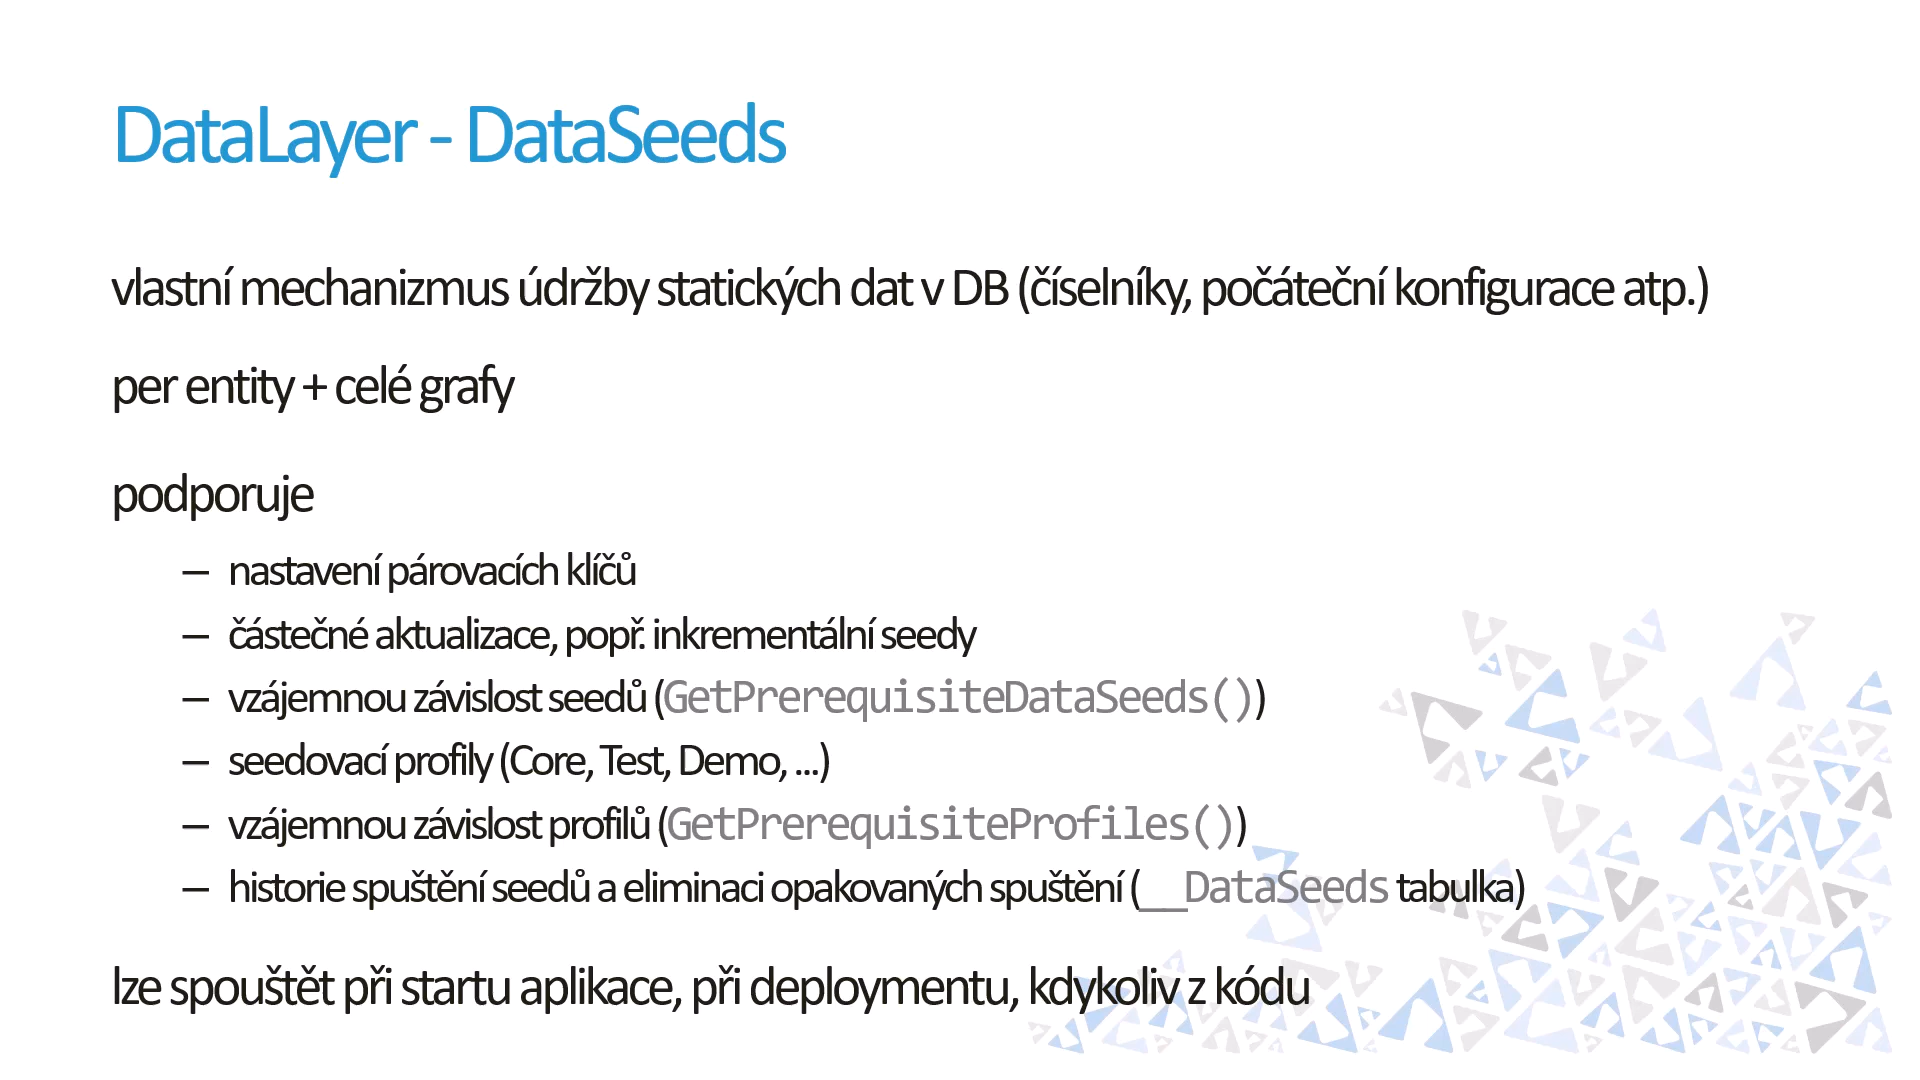 DataLayer - DataSeeds
vlastní mechanizmus údržby statických dat v DB (číselníky, počáteční konfigurace atp.)
per entity + celé grafy
podporuje
– nastavení párovacích klíčů
– částečné aktualizace, popř. inkrementální seedy
– vzájemnou závislost seedů (GetPrerequisiteDataSeeds())
– seedovací profily (Core, Test, Demo, ...)
– vzájemnou závislost profilů (GetPrerequisiteProfiles())
– historie spuštění seedů a eliminaci opakovaných spuštění (__DataSeeds tabulka)
lze spouštět při startu aplikace, při deploymentu, kdykoliv z kódu